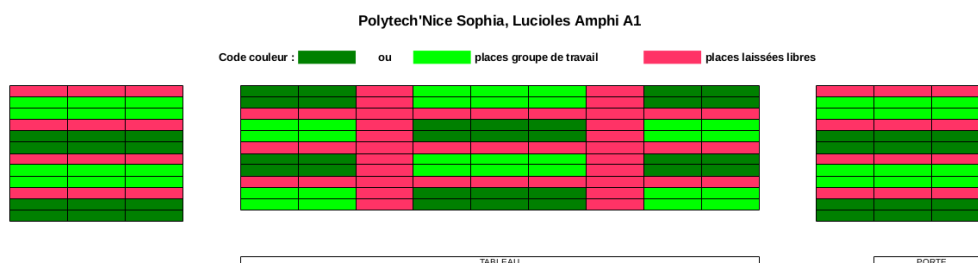 Polytech'Nice Sophia, Lucioles Amphi A1
Code couleur : ou places groupe de travail places laissées libres
TABLEAU
PORTE